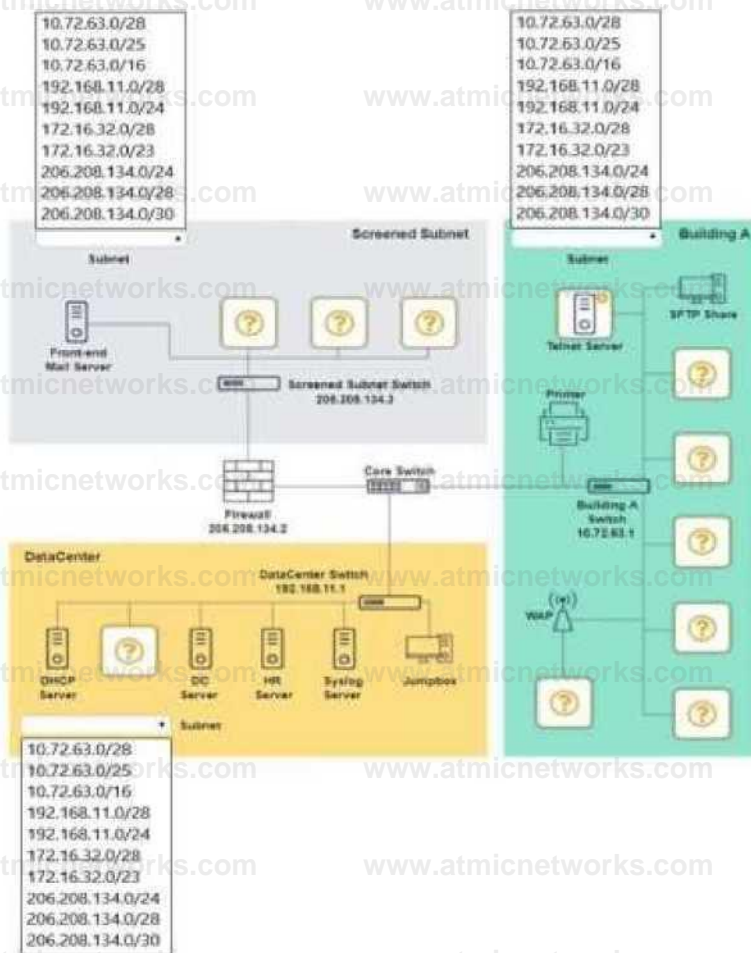 10.72.63.0/28
10.72.63.0/25
10.72.63.0/16
192.168.11.0/28
192.168.11.0/24
172.16.32.0/28
172.16.32.0/23
206.208.134.0/24
206.208.134.0/28
206.208.134.0/30
Subnet
Screened Subnet
10.72.63.0/28
10.72.63.0/25
10.72.63.0/16
192.168.11.0/28
192.168.11.0/24
172.16.32.0/28
172.16.32.0/23
206.208.134.0/24
206.208.134.0/28
206.208.134.0/30
Subnet
Building A
Front-end
Mail Server
?
?
?
Screened Subnet Switch
206.208.134.3
Telnet Server
SFTP Share
?
Printer
?
Firewall
206.208.134.2
Core Switch
Building A
Switch
10.72.63.1
?
WAP
?
?
?
DataCenter
DataCenter Switch
192.168.11.1
DHCP
Server
?
DC
Server
HR
Server
Syslog
Server
Jumpbox
Subnet
10.72.63.0/28
10.72.63.0/25
10.72.63.0/16
192.168.11.0/28
192.168.11.0/24
172.16.32.0/28
172.16.32.0/23
206.208.134.0/24
206.208.134.0/28
206.208.134.0/30
www.atmicnetworks.com